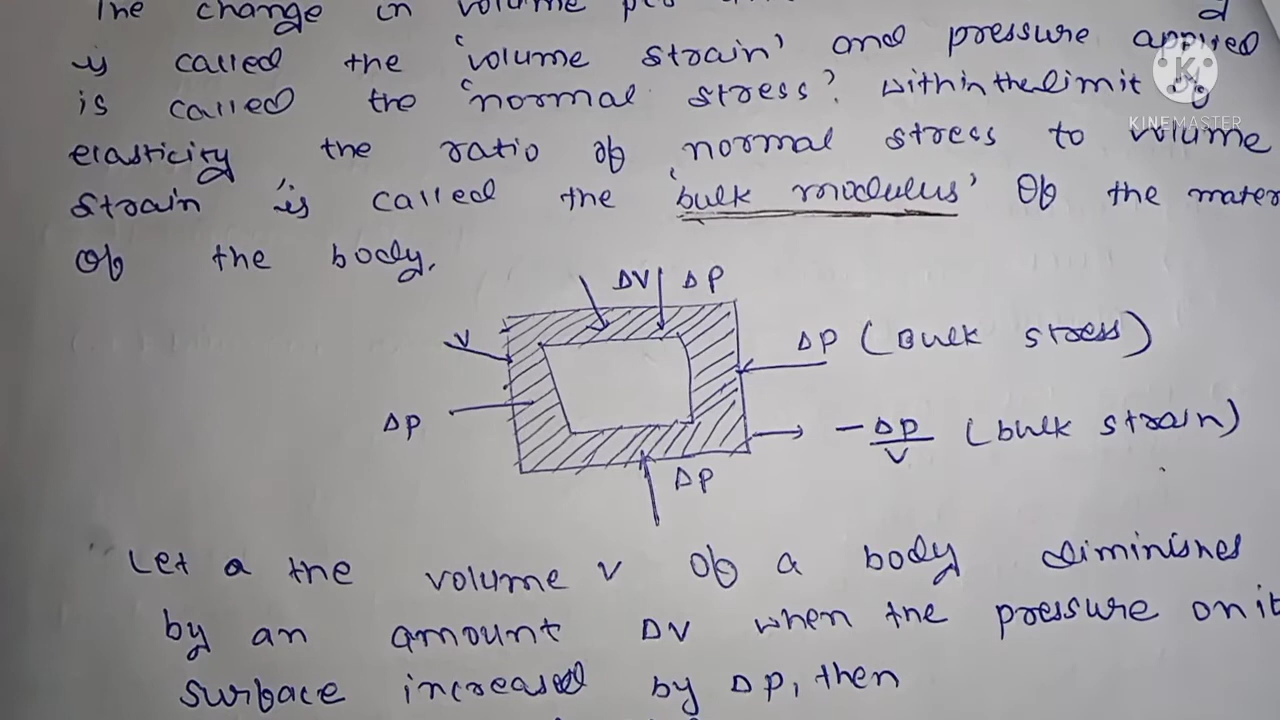 The change in volume
is called the 'volume strain' and pressure applied
is called the 'normal stress'. within the limit of
elasticity the ratio of normal stress to volume
strain is called the 'bulk modulus' of the mater
of the body.
ΔV ΔP
V
ΔP (Bulk stress)
ΔP
-ΔP/V (bulk strain)
ΔP
Let a the volume V of a body diminishes
by an amount ΔV when the pressure on it
surface increased by ΔP, then
K
KINEMASTER